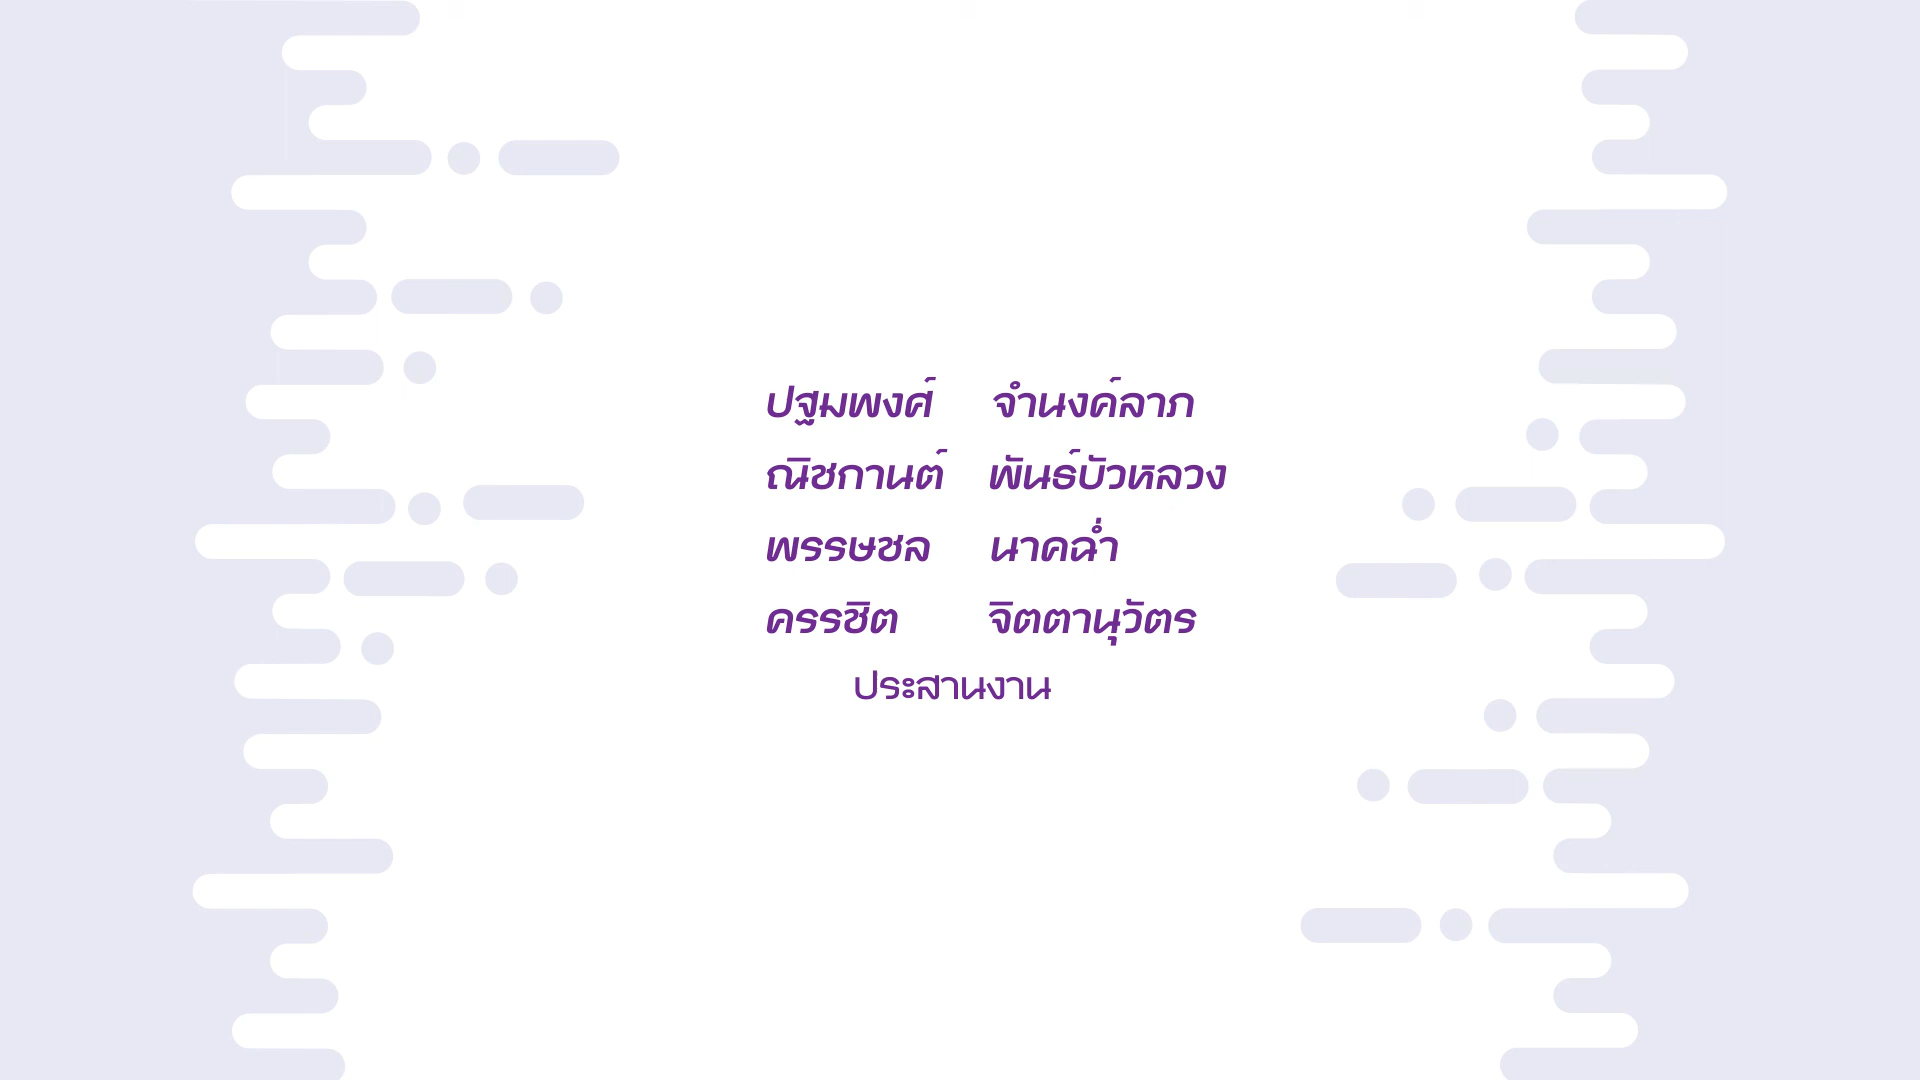 ปฐมพงศ์ จำนงค์ลาภ
ณิชกานต์ พันธ์บัวหลวง
พรรษชล นาคฉ่ำ
ครรชิต จิตตานุวัตร
ประสานงาน